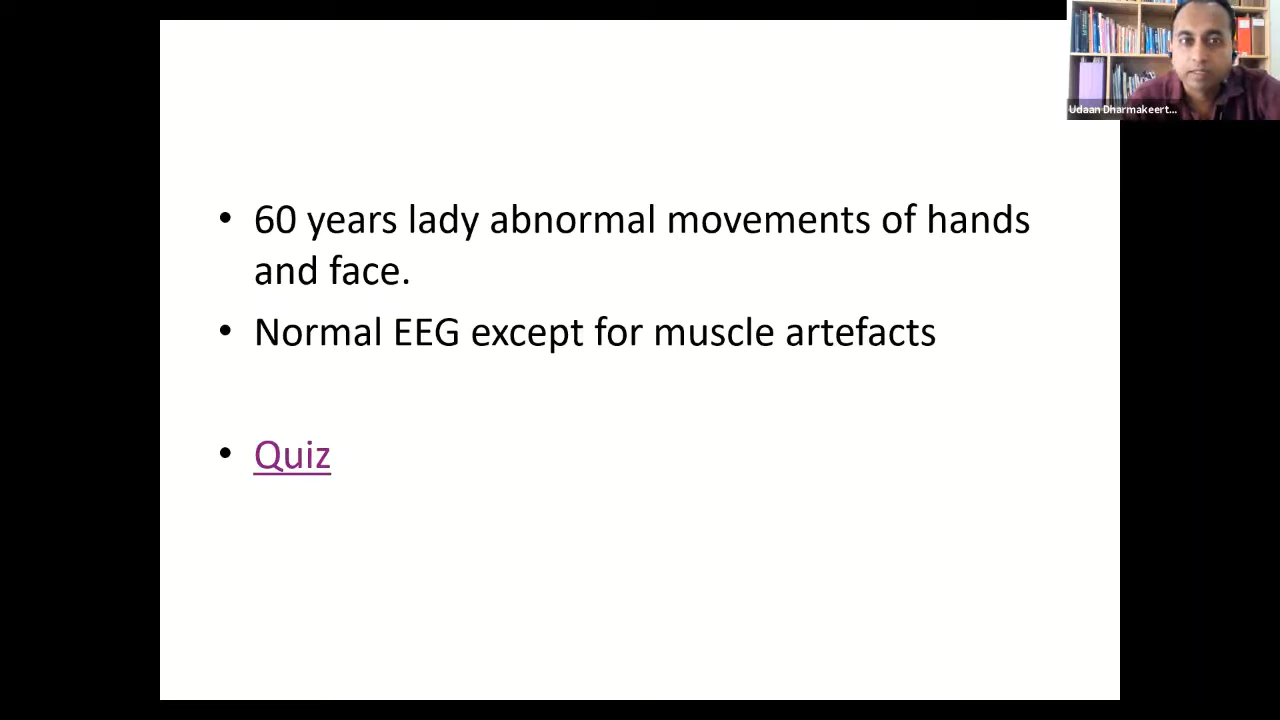 Udaan Dharmakeert...
• 60 years lady abnormal movements of hands
and face.
• Normal EEG except for muscle artefacts
• Quiz